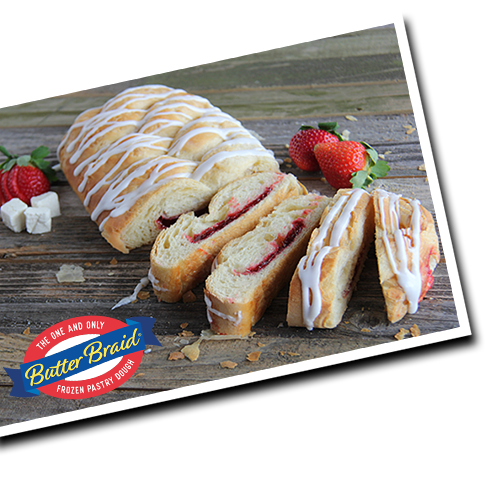 THE ONE AND ONLY
Butter Braid®
FROZEN PASTRY DOUGH